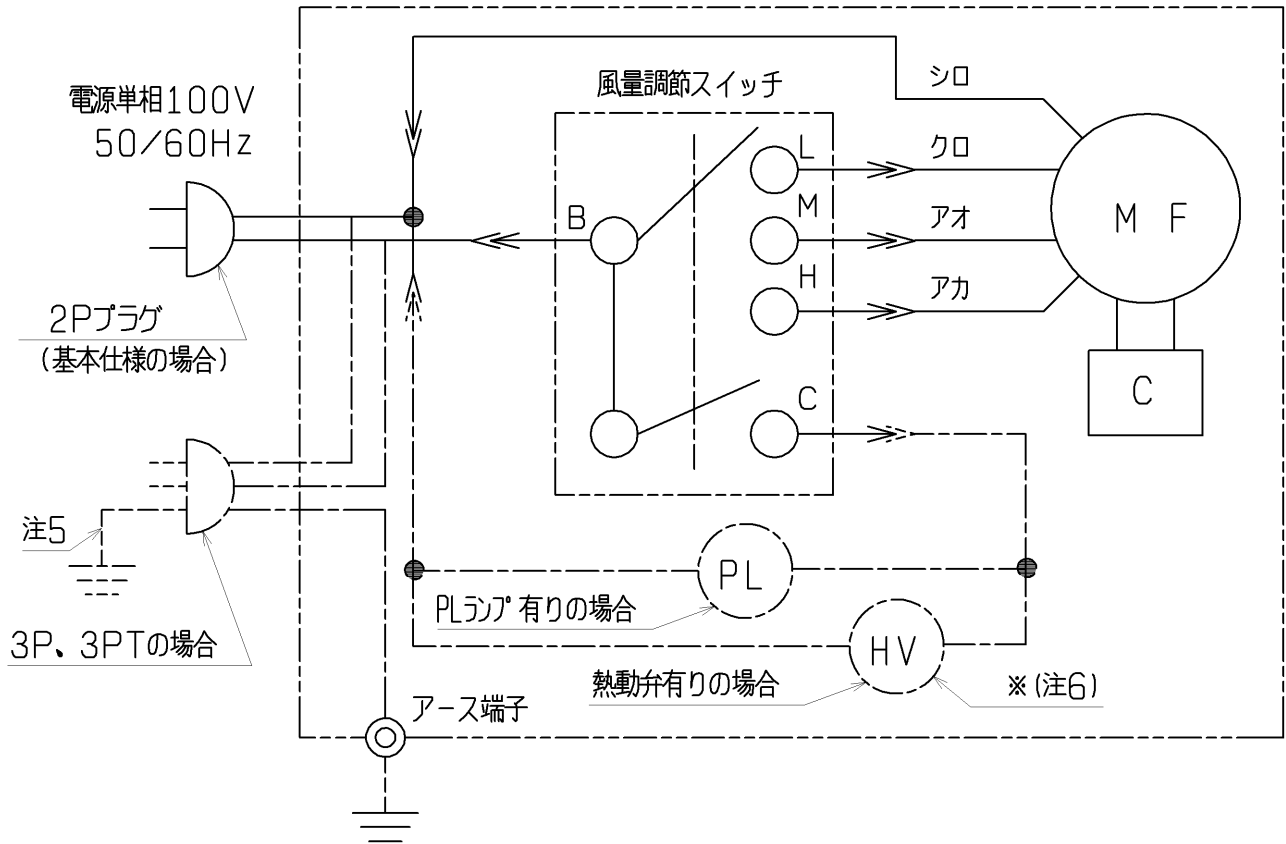 電源単相100V
50/60Hz
2Pプラグ
(基本仕様の場合)
注5
3P、3PTの場合
風量調節スイッチ
B
L
M
H
C
シロ
クロ
アオ
アカ
M F
C
PL
PLランプ有りの場合
HV
熱動弁有りの場合
※(注6)
アース端子